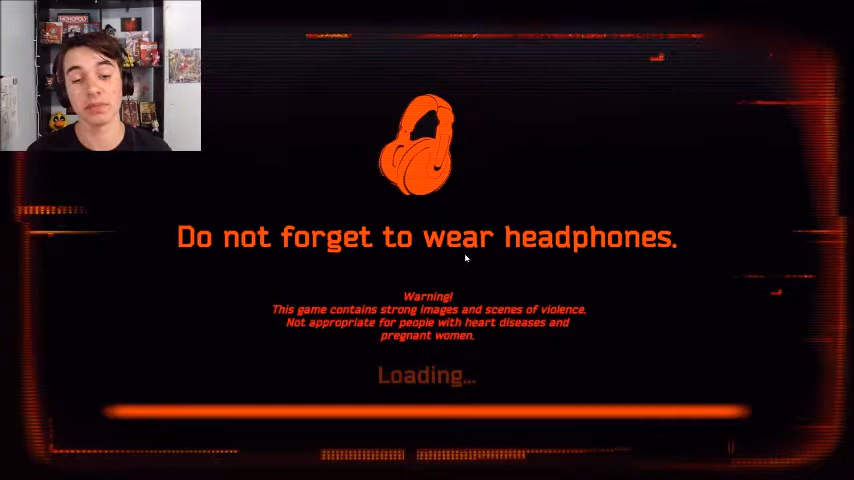 MONOPOLY
Do not forget to wear headphones.
Warning!
This game contains strong images and scenes of violence.
Not appropriate for people with heart diseases and
pregnant women.
Loading...